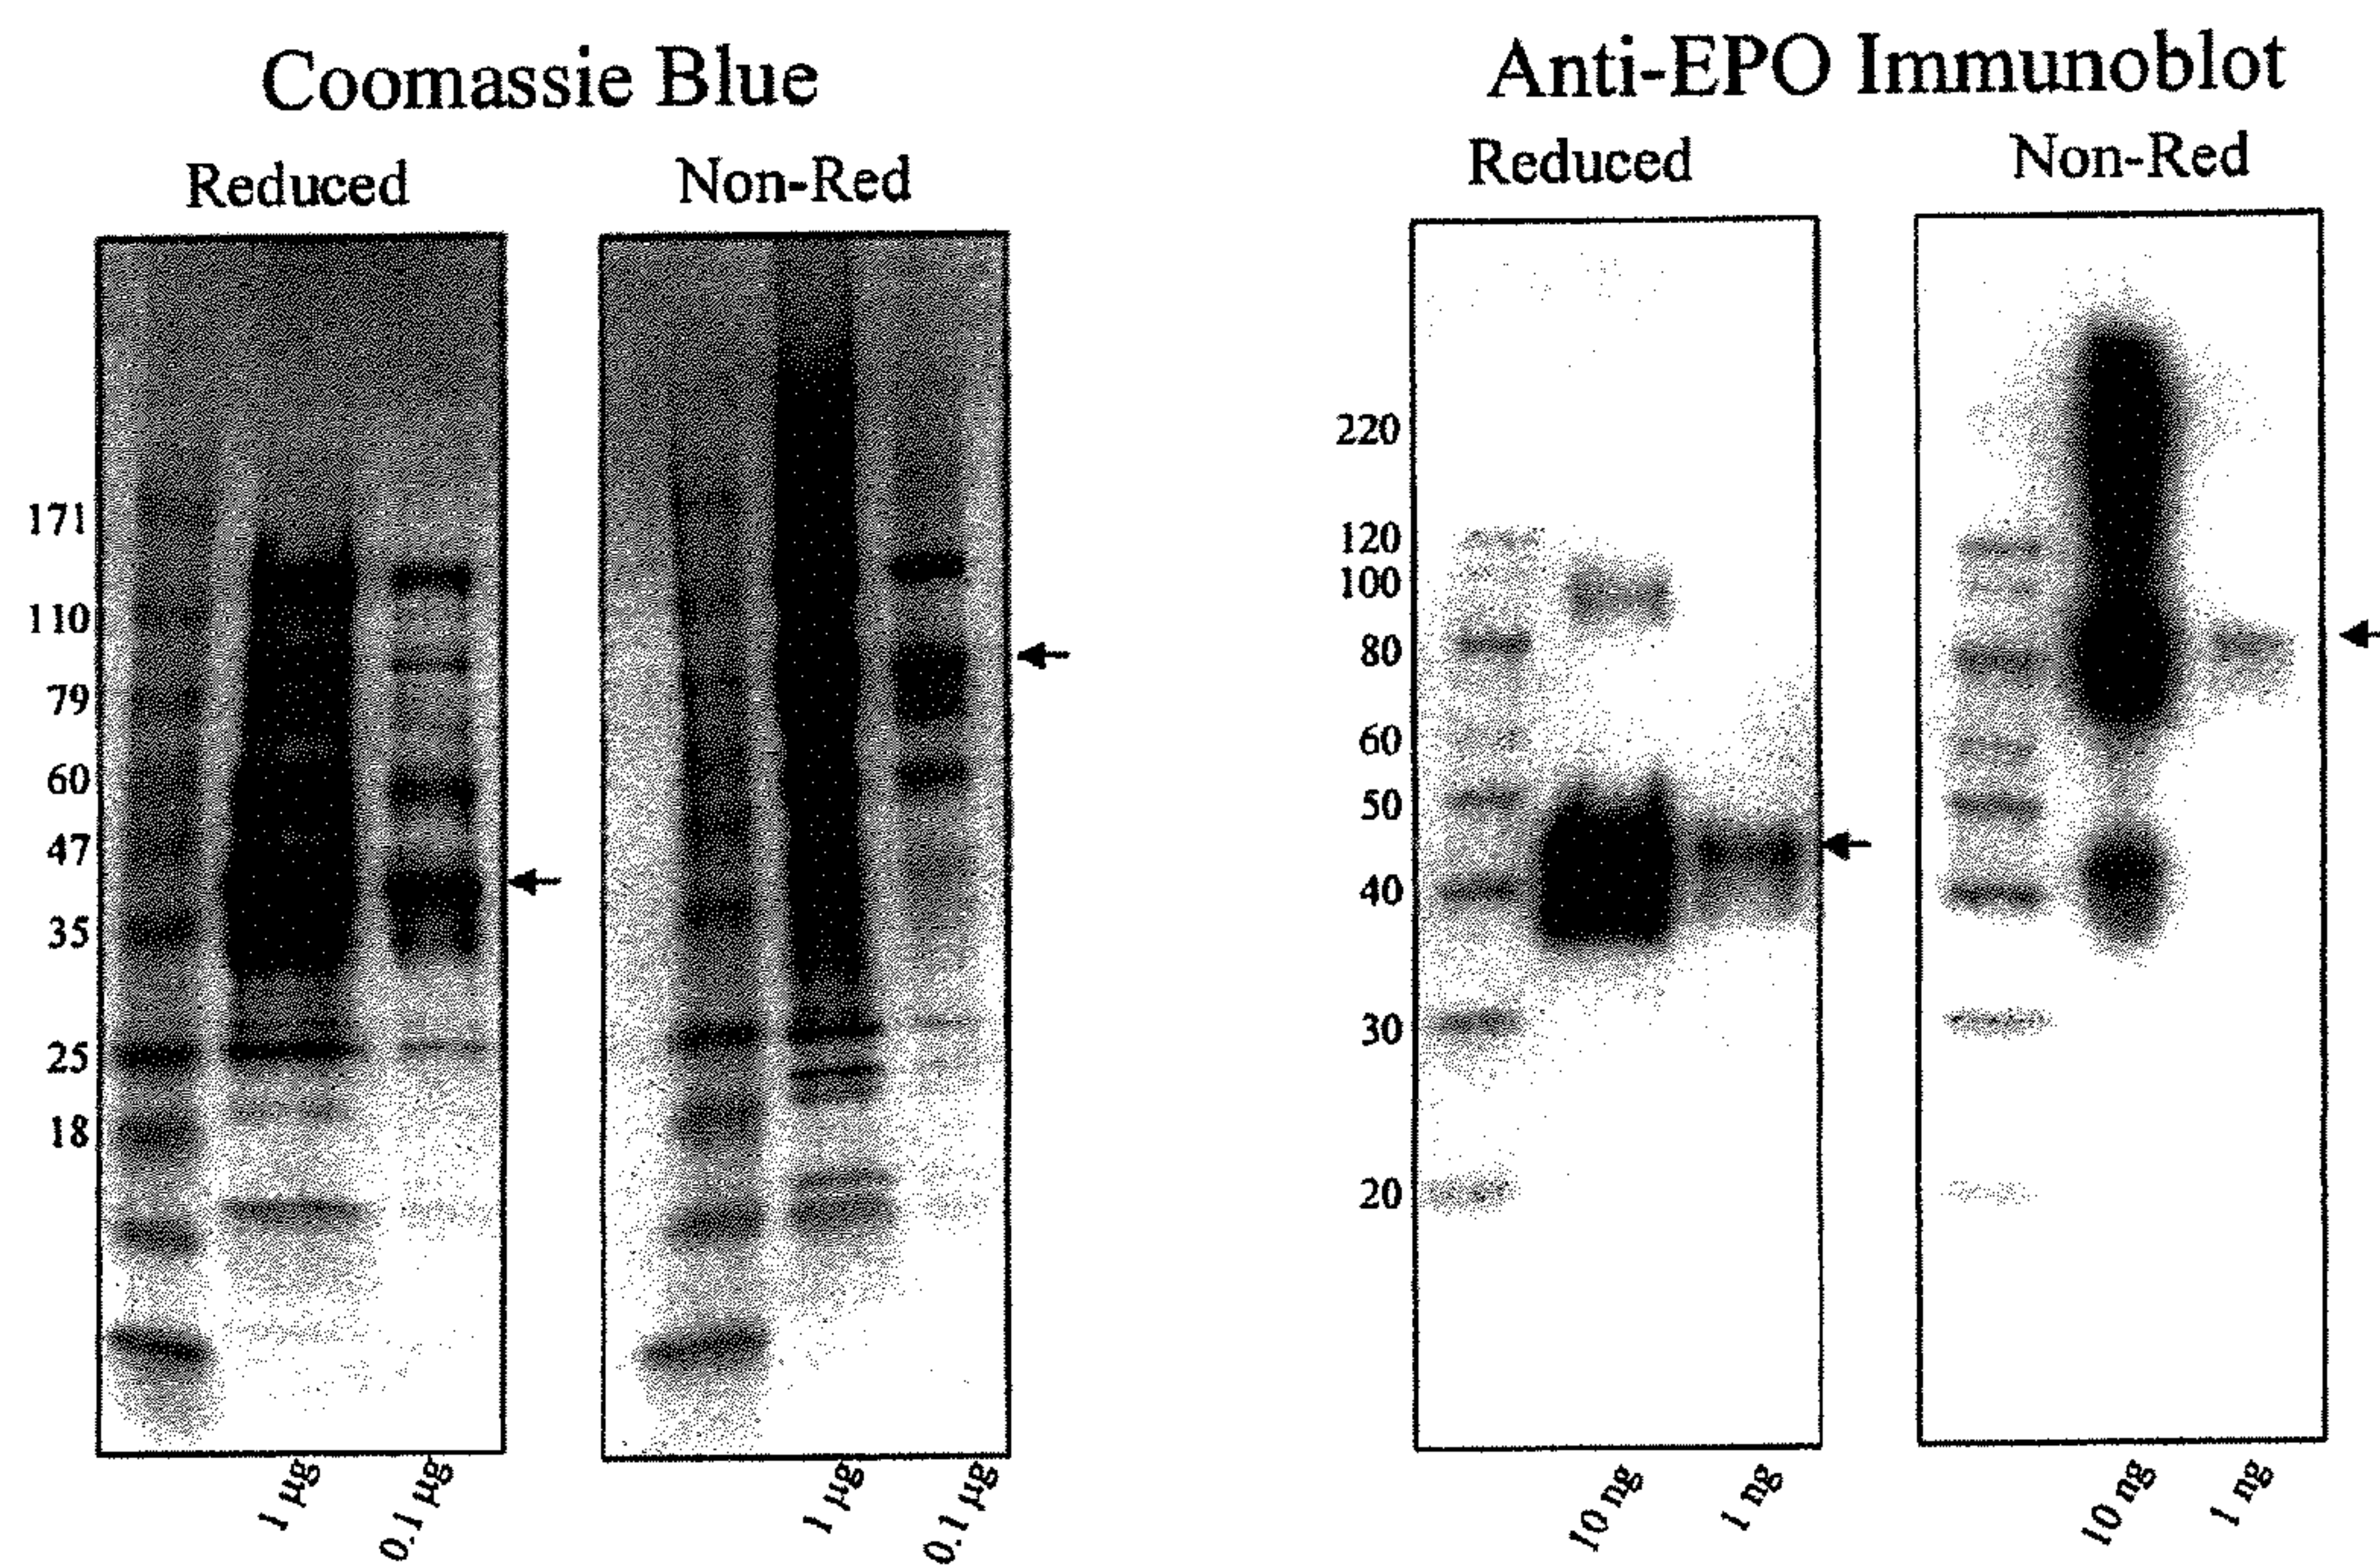 Coomassie Blue
Reduced
Non-Red
171
110
79
60
47
35
25
18
1 µg
0.1 µg
1 µg
0.1 µg
Anti-EPO Immunoblot
Reduced
Non-Red
220
120
100
80
60
50
40
30
20
10 ng
1 ng
10 ng
1 ng